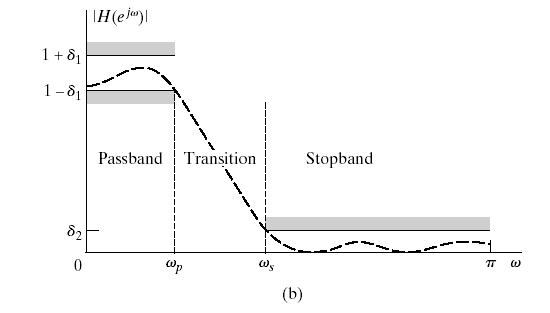 |H(e^{jω})|
1 + δ₁
1 – δ₁
Passband Transition Stopband
δ₂
0 ωₚ ωₛ π ω
(b)